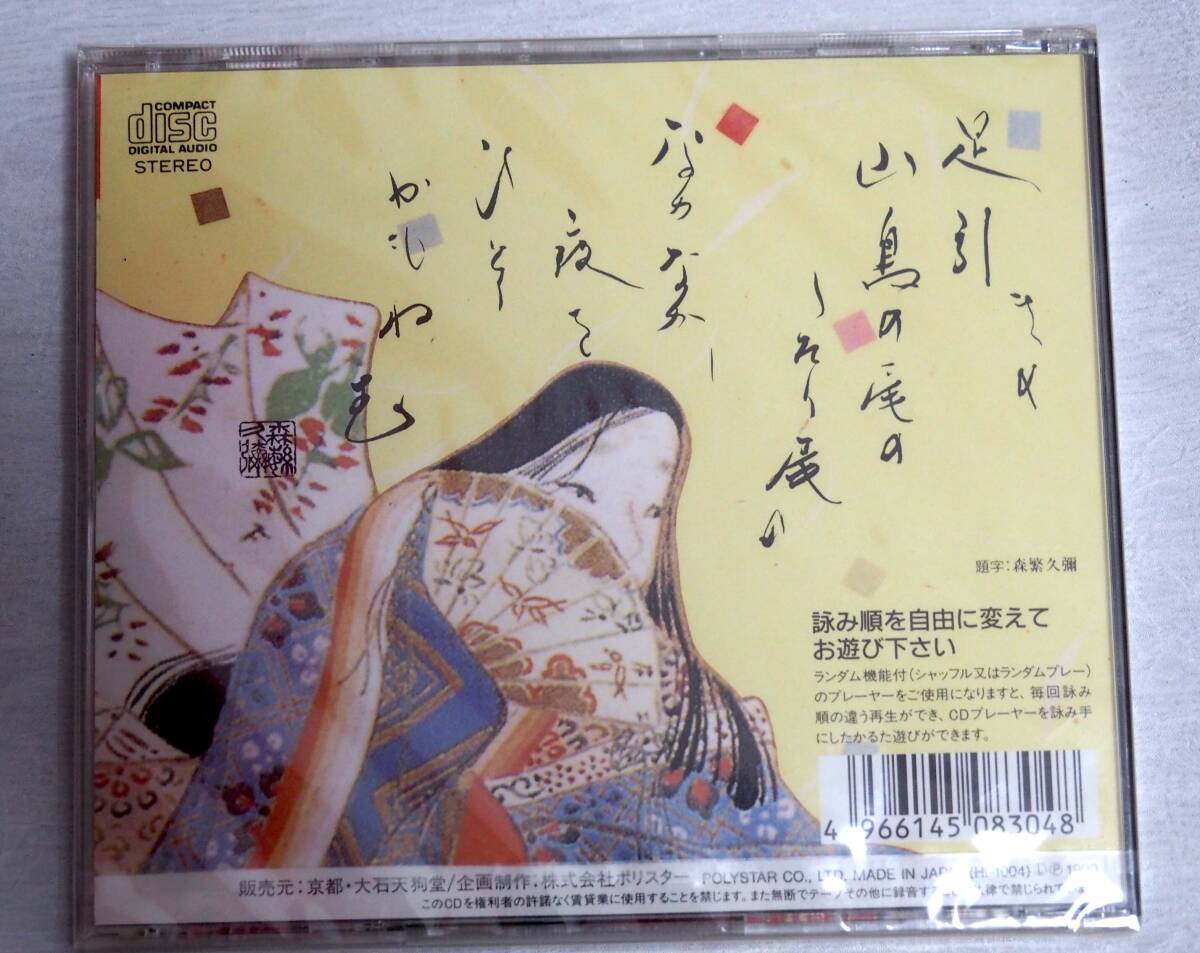 COMPACT
disc
DIGITAL AUDIO
STEREO
足引きの
山鳥の尾の
したり尾の
なかなかし
夜を
ひとり
かもねむ
森繁
久彌
題字:森繁久彌
詠み順を自由に変えて
お遊び下さい
ランダム機能付(シャッフル又はランダムプレー)
のプレーヤーをご使用になりますと、毎回詠み
順の違う再生ができ、CDプレーヤーを詠み手
にしたかるた遊びができます。
4 966145 083048
販売元:京都・大石天狗堂/企画制作:株式会社ポリスター POLYSTAR CO., LTD. MADE IN JAPAN (HI-1004) Ⓓ Ⓟ
このCDを権利者の許諾なく賃貸業に使用することを禁じます。また無断でテープその他に録音することは法律で禁じられています。